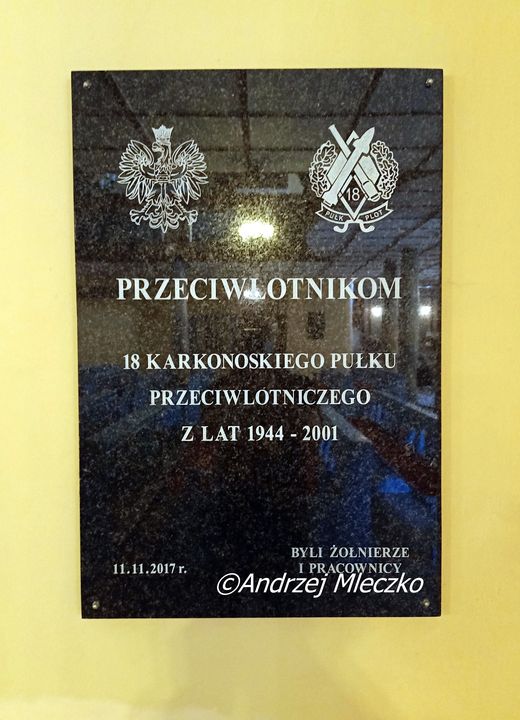 18
PUŁK PLOT
PRZECIWLOTNIKOM
18 KARKONOSKIEGO PUŁKU
PRZECIWLOTNICZEGO
Z LAT 1944 - 2001
BYLI ŻOŁNIERZE
11.11.2017 r. I PRACOWNICY
©Andrzej Mleczko